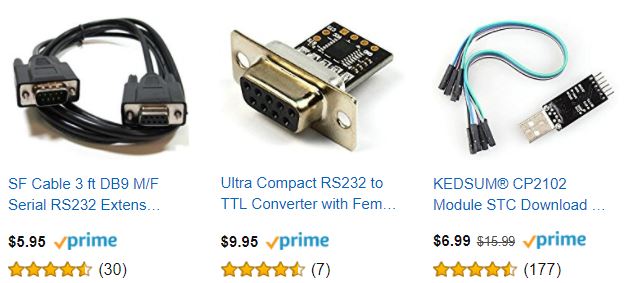 SF Cable 3 ft DB9 M/F
Serial RS232 Extens...
$5.95 prime
(30)
Ultra Compact RS232 to
TTL Converter with Fem...
$9.95 prime
(7)
KEDSUM® CP2102
Module STC Download ...
$6.99 $15.99 prime
(177)